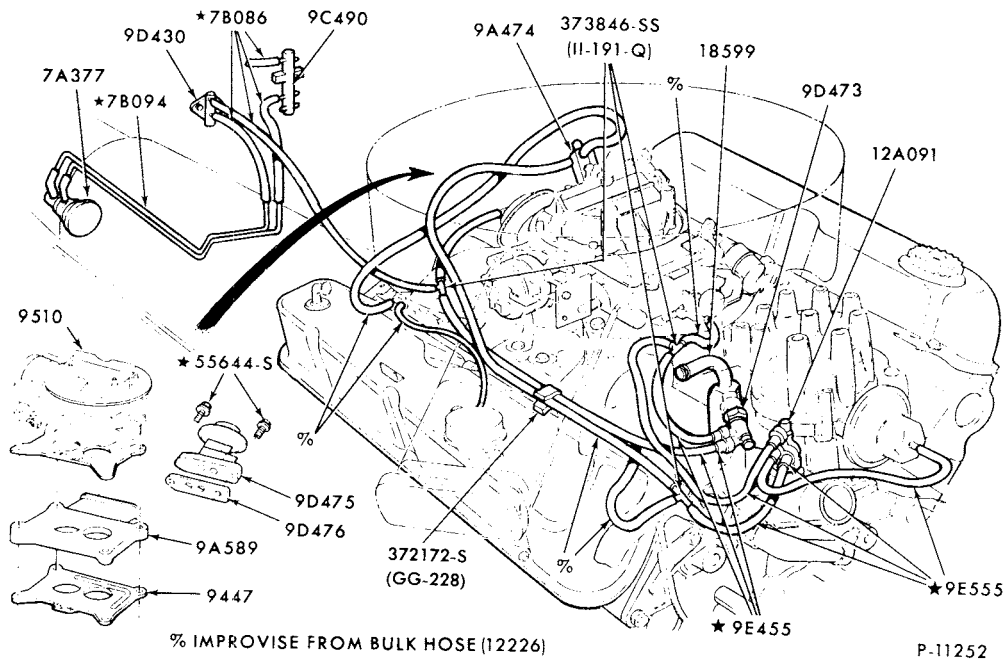 ★7B086
9C490
9D430
373846-SS
(II-191-Q)
9A474
18599
7A377
%
9D473
★7B094
12A091
9510
★55644-S
%
9D475
9D476
9A589
372172-S
(GG-228)
%
9447
★9E555
★9E455
% IMPROVISE FROM BULK HOSE (12226)
P-11252